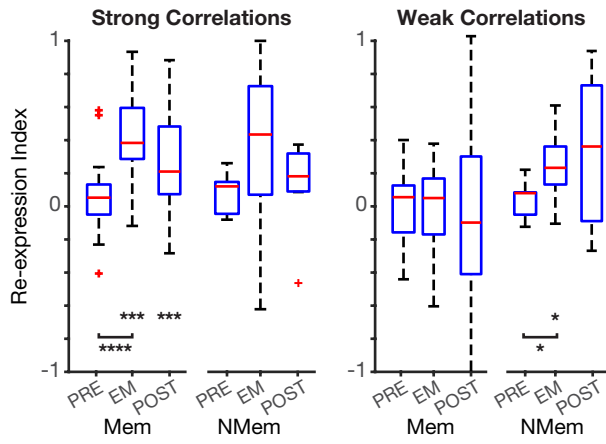 Strong Correlations
Weak Correlations
Re-expression Index
1
0
-1
*** ***
****
PRE EM POST PRE EM POST
Mem NMem
1
0
-1
*
*
PRE EM POST PRE EM POST
Mem NMem